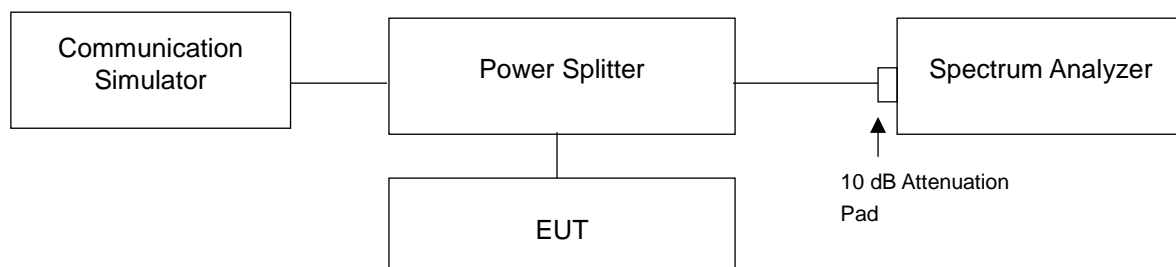 Communication
Simulator
Power Splitter
Spectrum Analyzer
10 dB Attenuation
Pad
EUT